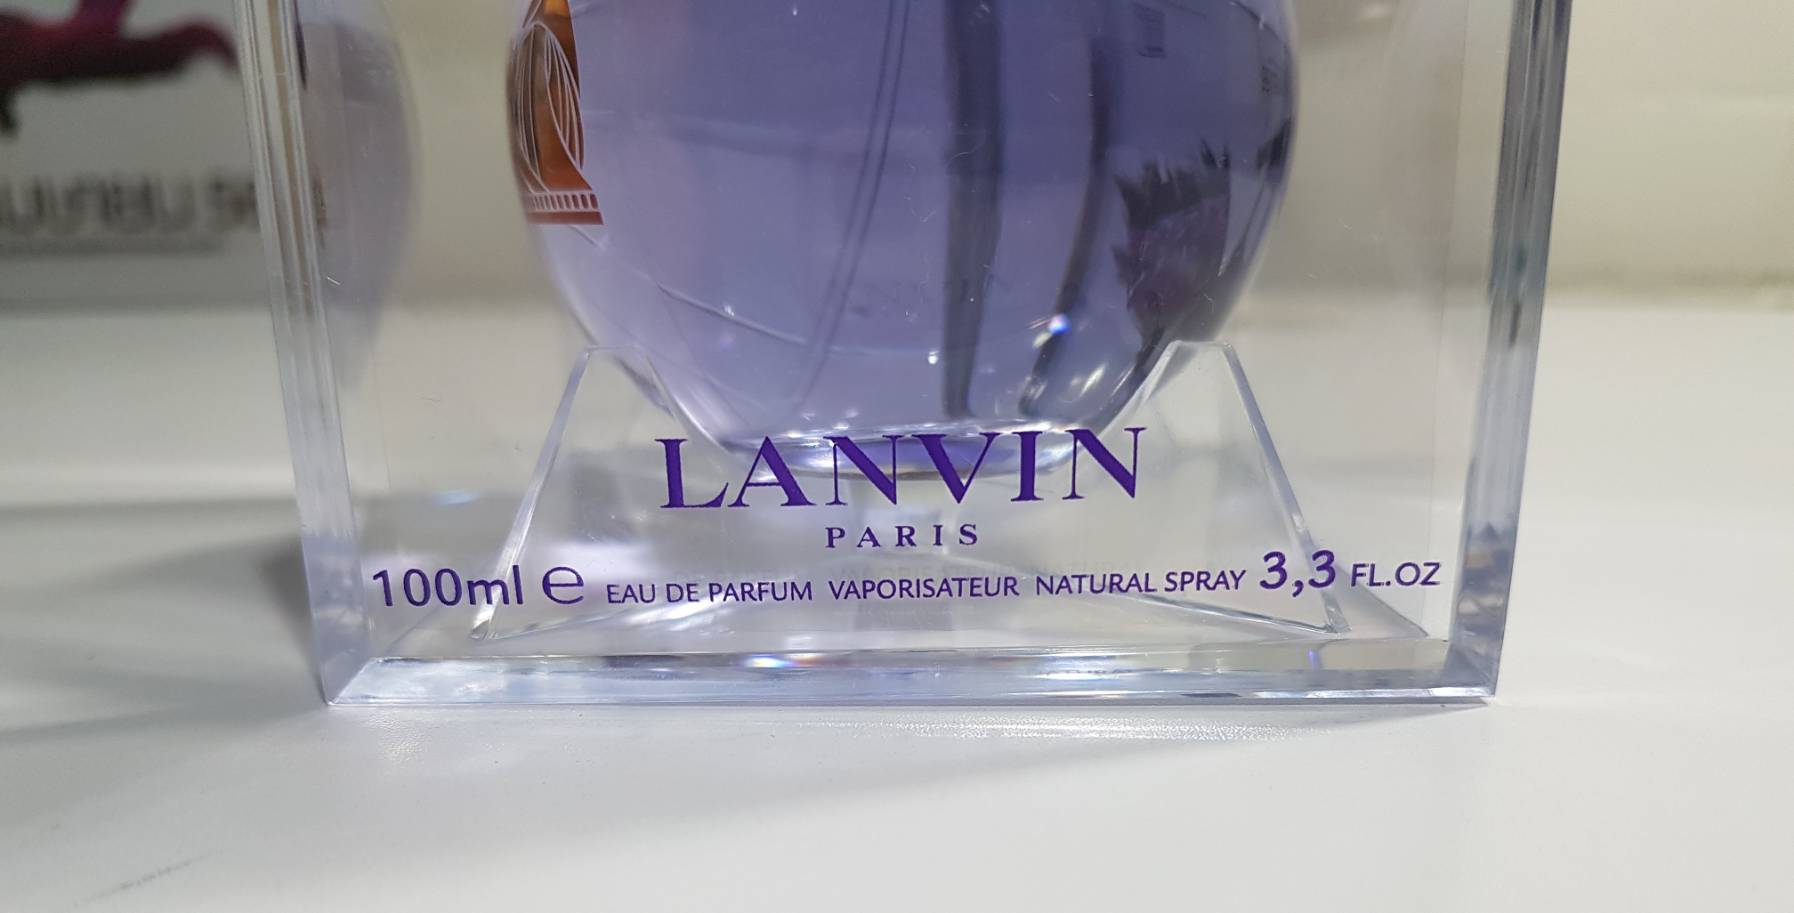 LANVIN
PARIS
100ml ℮ EAU DE PARFUM VAPORISATEUR NATURAL SPRAY 3,3 FL.OZ